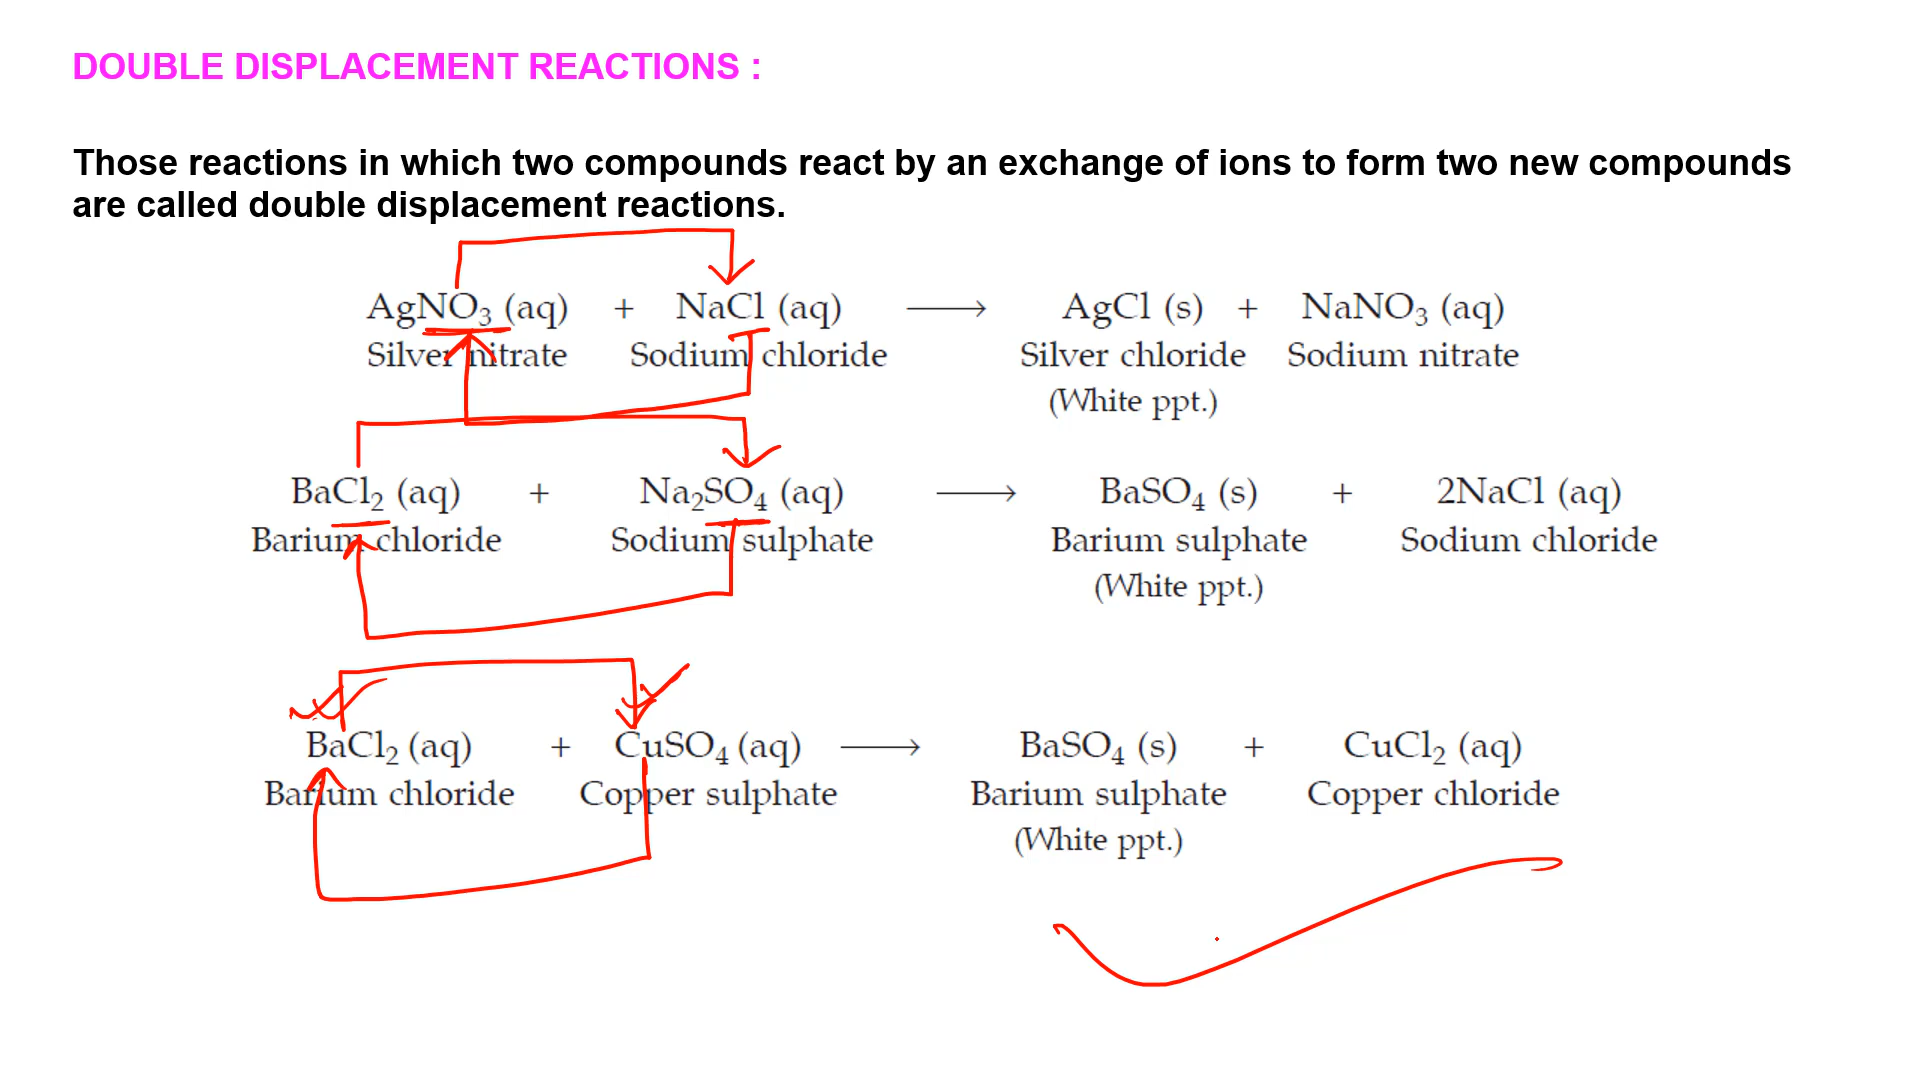 DOUBLE DISPLACEMENT REACTIONS :
Those reactions in which two compounds react by an exchange of ions to form two new compounds
are called double displacement reactions.
AgNO₃ (aq) + NaCl (aq) ⟶ AgCl (s) + NaNO₃ (aq)
Silver nitrate Sodium chloride Silver chloride Sodium nitrate
(White ppt.)
BaCl₂ (aq) + Na₂SO₄ (aq) ⟶ BaSO₄ (s) + 2NaCl (aq)
Barium chloride Sodium sulphate Barium sulphate Sodium chloride
(White ppt.)
BaCl₂ (aq) + CuSO₄ (aq) ⟶ BaSO₄ (s) + CuCl₂ (aq)
Barium chloride Copper sulphate Barium sulphate Copper chloride
(White ppt.)